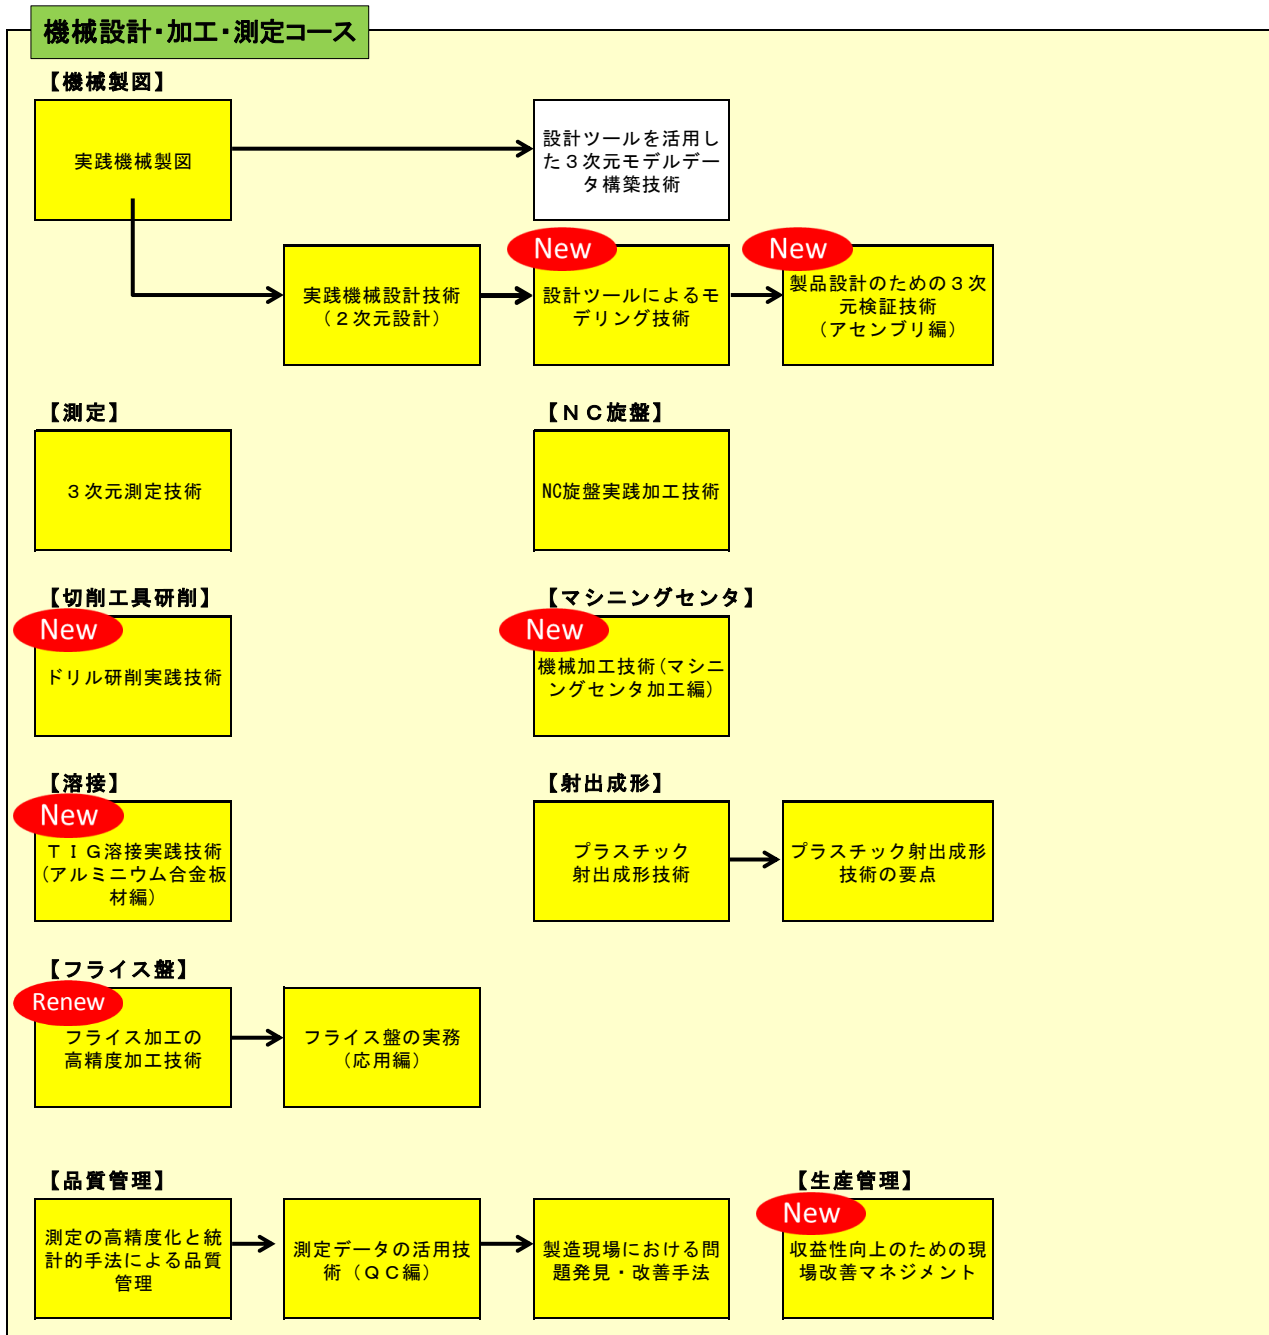 機械設計・加工・測定コース
【機械製図】
実践機械製図
設計ツールを活用し
た３次元モデルデー
タ構築技術
実践機械設計技術
（２次元設計）
New
設計ツールによるモ
デリング技術
New
製品設計のための３次
元検証技術
（アセンブリ編）
【測定】
３次元測定技術
【ＮＣ旋盤】
NC旋盤実践加工技術
【切削工具研削】
New
ドリル研削実践技術
【マシニングセンタ】
New
機械加工技術(マシニ
ングセンタ加工編)
【溶接】
New
ＴＩＧ溶接実践技術
(アルミニウム合金板
材編)
【射出成形】
プラスチック
射出成形技術
プラスチック射出成形
技術の要点
【フライス盤】
Renew
フライス加工の
高精度加工技術
フライス盤の実務
（応用編）
【品質管理】
測定の高精度化と統
計的手法による品質
管理
測定データの活用技
術（ＱＣ編）
製造現場における問
題発見・改善手法
【生産管理】
New
収益性向上のための現
場改善マネジメント